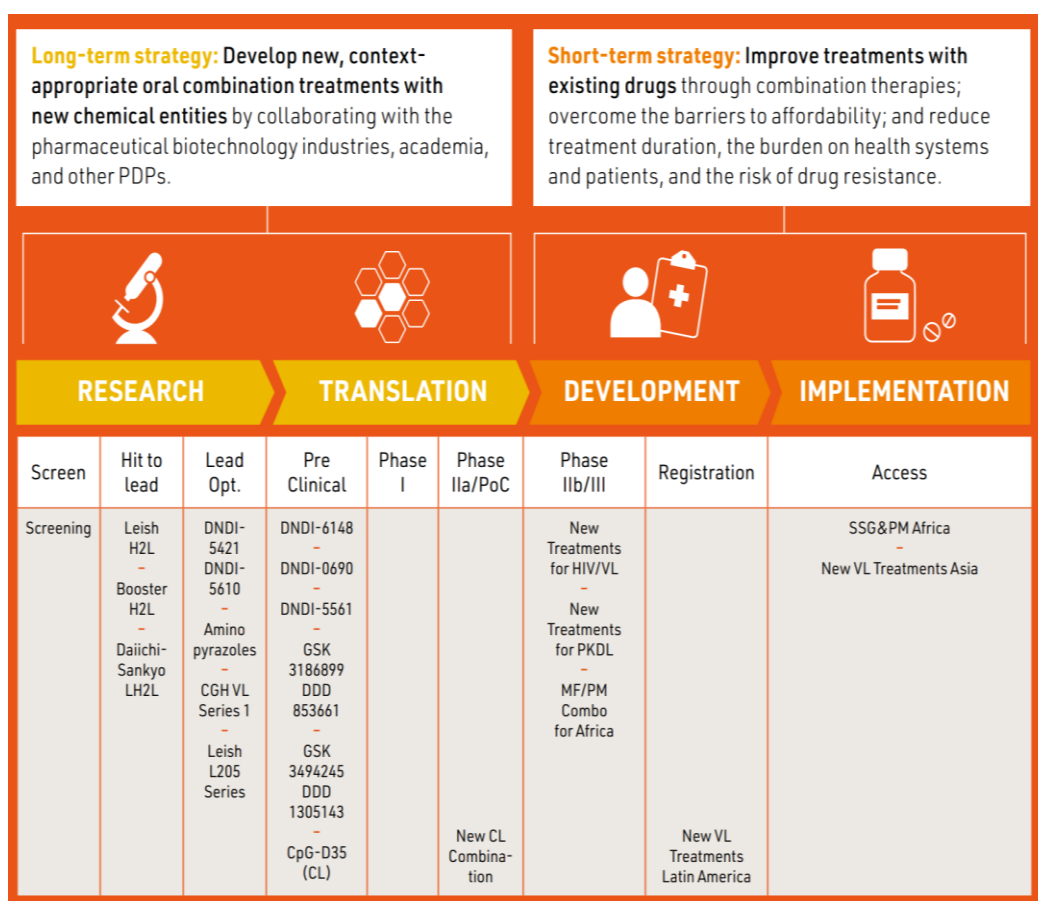 Long-term strategy: Develop new, context-
appropriate oral combination treatments with
new chemical entities by collaborating with the
pharmaceutical biotechnology industries, academia,
and other PDPs.
Short-term strategy: Improve treatments with
existing drugs through combination therapies;
overcome the barriers to affordability; and reduce
treatment duration, the burden on health systems
and patients, and the risk of drug resistance.
RESEARCH
TRANSLATION
DEVELOPMENT
IMPLEMENTATION
Screen
Hit to
lead
Lead
Opt.
Pre
Clinical
Phase
I
Phase
IIa/PoC
Phase
IIb/III
Registration
Access
Screening
Leish
H2L
–
Booster
H2L
–
Daiichi-
Sankyo
LH2L
DNDI-
5421
DNDI-
5610
–
Amino
pyrazoles
–
CGH VL
Series 1
–
Leish
L205
Series
DNDI-6148
–
DNDI-0690
–
DNDI-5561
–
GSK
3186899
DDD
853661
–
GSK
3494245
DDD
1305143
–
CpG-D35
(CL)
New CL
Combina-
tion
New
Treatments
for HIV/VL
–
New
Treatments
for PKDL
–
MF/PM
Combo
for Africa
New VL
Treatments
Latin America
SSG&PM Africa
–
New VL Treatments Asia